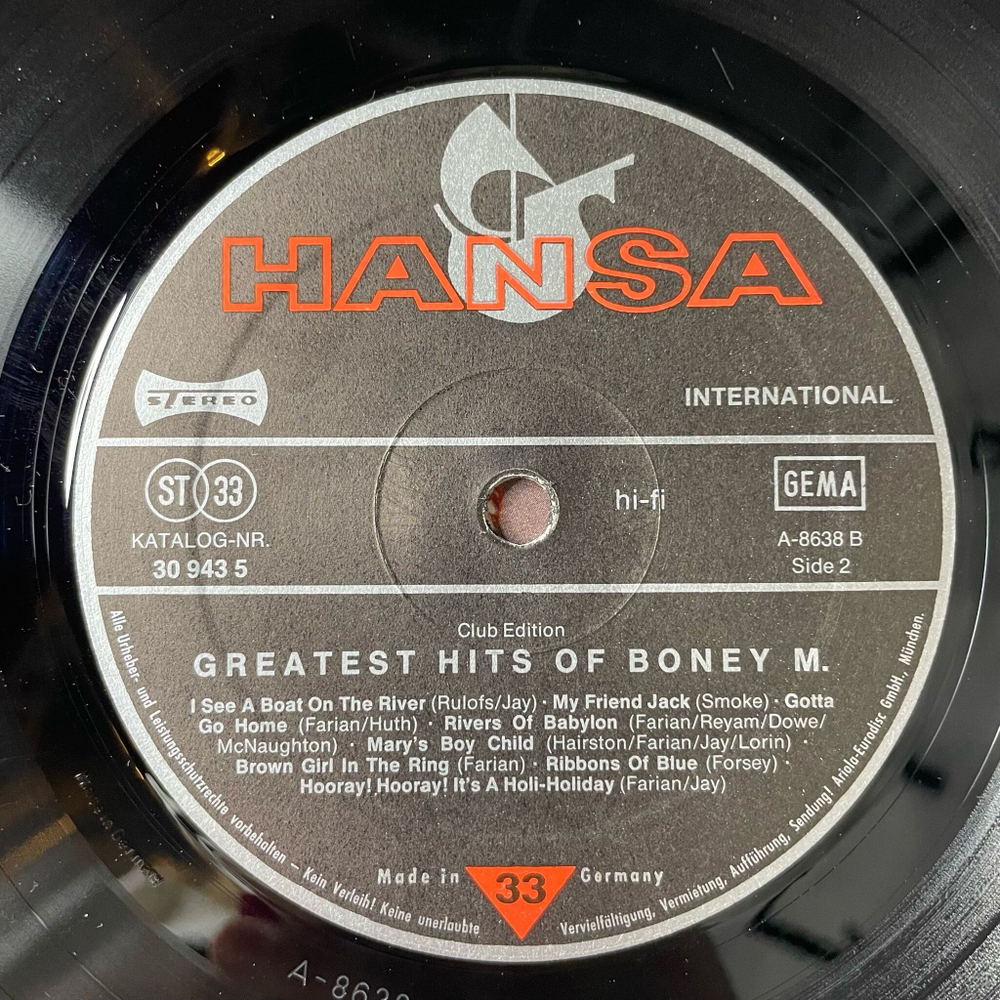 HANSA
STEREO
INTERNATIONAL
ST 33
hi-fi
GEMA
KATALOG-NR.
30 943 5
A-8638 B
Side 2
Club Edition
GREATEST HITS OF BONEY M.
I See A Boat On The River (Rulofs/Jay) · My Friend Jack (Smoke) · Gotta
Go Home (Farian/Huth) · Rivers Of Babylon (Farian/Reyam/Dowe/
McNaughton) · Mary's Boy Child (Hairston/Farian/Jay/Lorin) ·
Brown Girl In The Ring (Farian) · Ribbons Of Blue (Forsey) ·
Hooray! Hooray! It's A Holi-Holiday (Farian/Jay)
Made in 33 Germany
Alle Urheber- und Leistungsschutzrechte vorbehalten – Kein Verleih! Keine unerlaubte Vervielfältigung, Vermietung, Aufführung, Sendung! Ariola-Eurodisc GmbH, München.